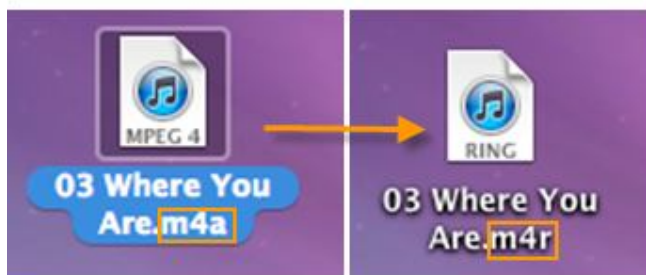 MPEG 4
03 Where You
Are.m4a
RING
03 Where You
Are.m4r